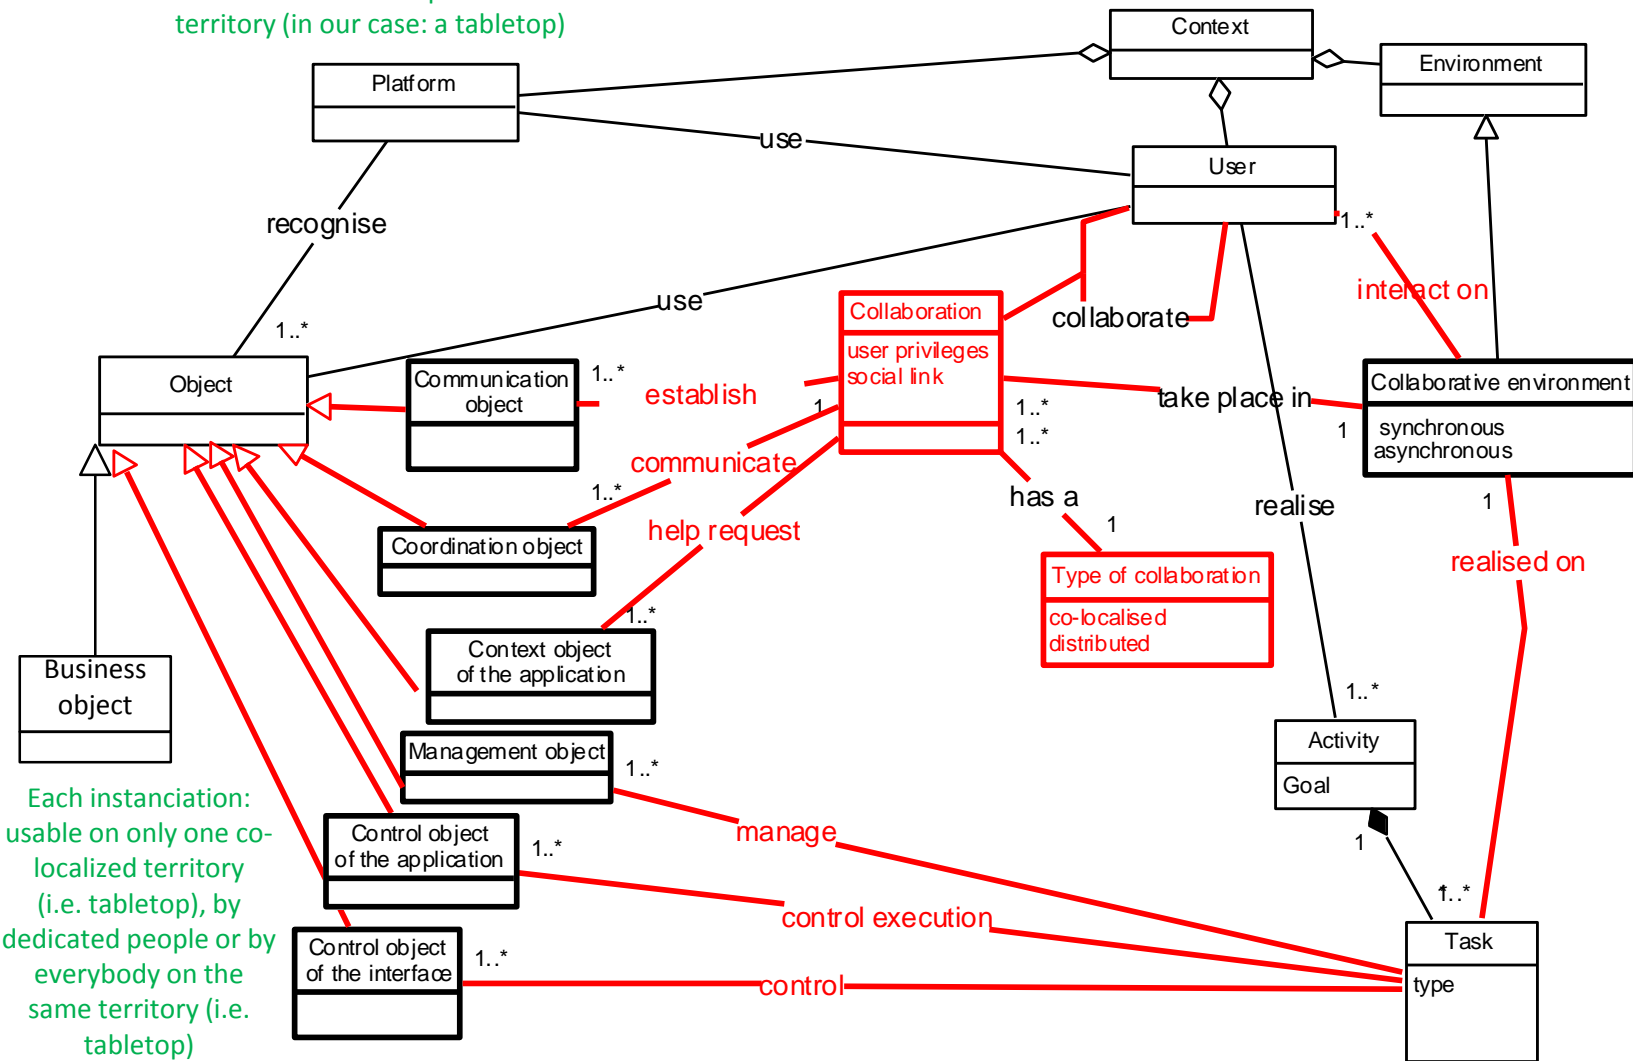 territory (in our case: a tabletop)
Context
Environment
Platform
use
User
recognise
1..*
interact on
use
Collaboration
user privileges
social link
collaborate
1..*
Object
Communication
object
1..*
establish
1
take place in
1..*
1..*
1
Collaborative environment
synchronous
asynchronous
communicate
1..*
has a
1
realise
1
Coordination object
help request
1..*
Type of collaboration
co-localised
distributed
realised on
Context object
of the application
Business
object
1..*
Management object
1..*
Activity
Goal
Each instanciation:
usable on only one co-
localized territory
(i.e. tabletop), by
dedicated people or by
everybody on the
same territory (i.e.
tabletop)
Control object
of the application
1..*
manage
1
1..*
control execution
Control object
of the interface
1..*
control
Task
type